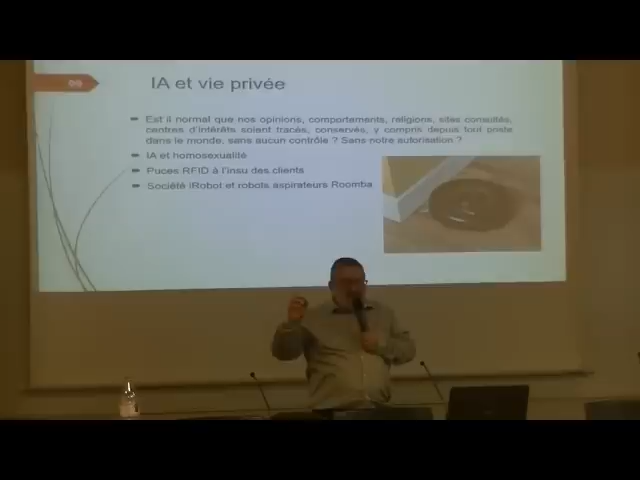 IA et vie privée
Est il normal que nos opinions, comportements, religions, sites consultés,
centres d'intérêts soient tracés, conservés, y compris depuis tout poste
dans le monde, sans aucun contrôle ? Sans notre autorisation ?
IA et homosexualité
Puces RFID à l'insu des clients
Société iRobot et robots aspirateurs Roomba